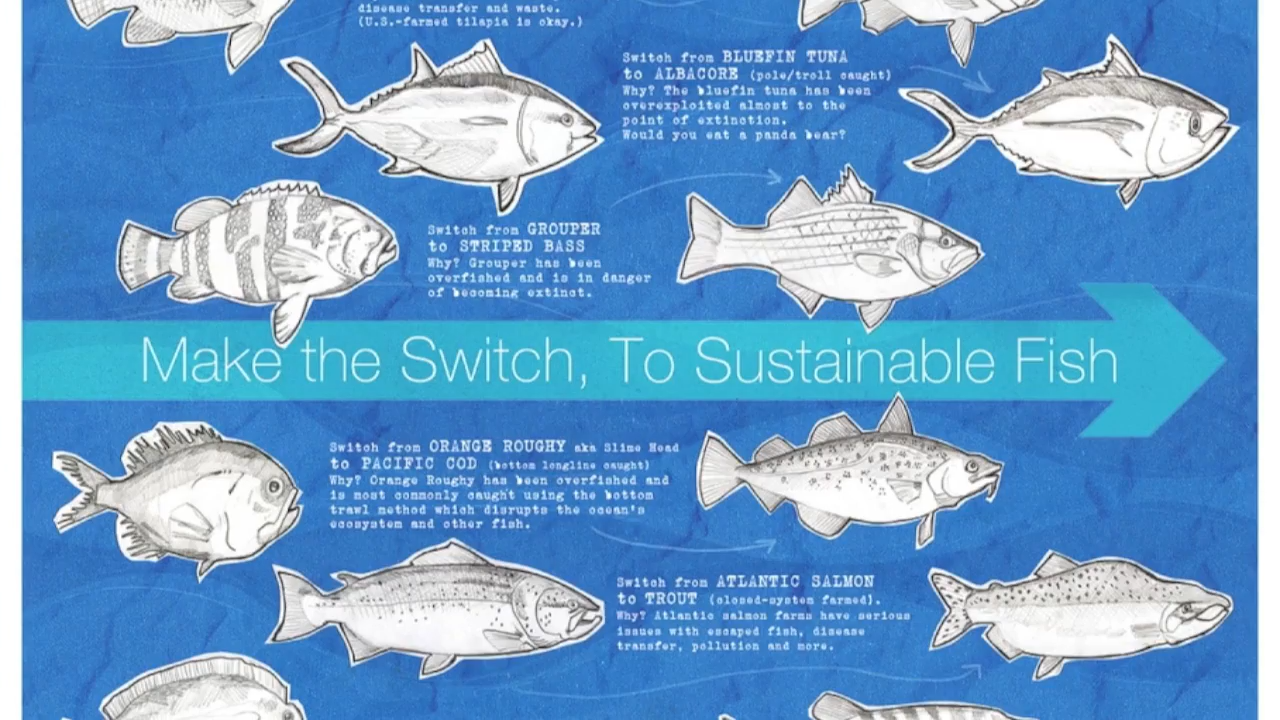 disease transfer and waste.
(U.S.-farmed tilapia is okay.)
Switch from BLUEFIN TUNA
to ALBACORE (pole/troll caught)
Why? The bluefin tuna has been
overexploited almost to the
point of extinction.
Would you eat a panda bear?
Switch from GROUPER
to STRIPED BASS
Why? Grouper has been
overfished and is in danger
of becoming extinct.
Make the Switch, To Sustainable Fish
Switch from ORANGE ROUGHY aka Slime Head
to PACIFIC COD (bottom longline caught)
Why? Orange Roughy has been overfished and
is most commonly caught using the bottom
trawl method which disrupts the ocean's
ecosystem and other fish.
Switch from ATLANTIC SALMON
to TROUT (closed-system farmed).
Why? Atlantic salmon farms have serious
issues with escaped fish, disease
transfer, pollution and more.